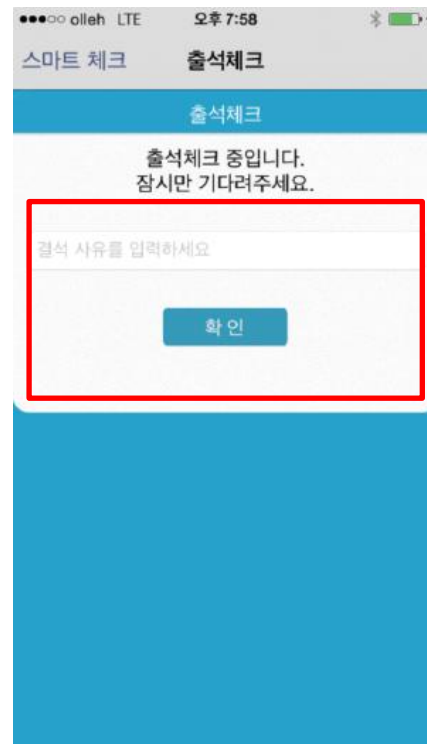 olleh LTE 오후 7:58
스마트 체크 출석체크
출석체크
출석체크 중입니다.
잠시만 기다려주세요.
결석 사유를 입력하세요
확인